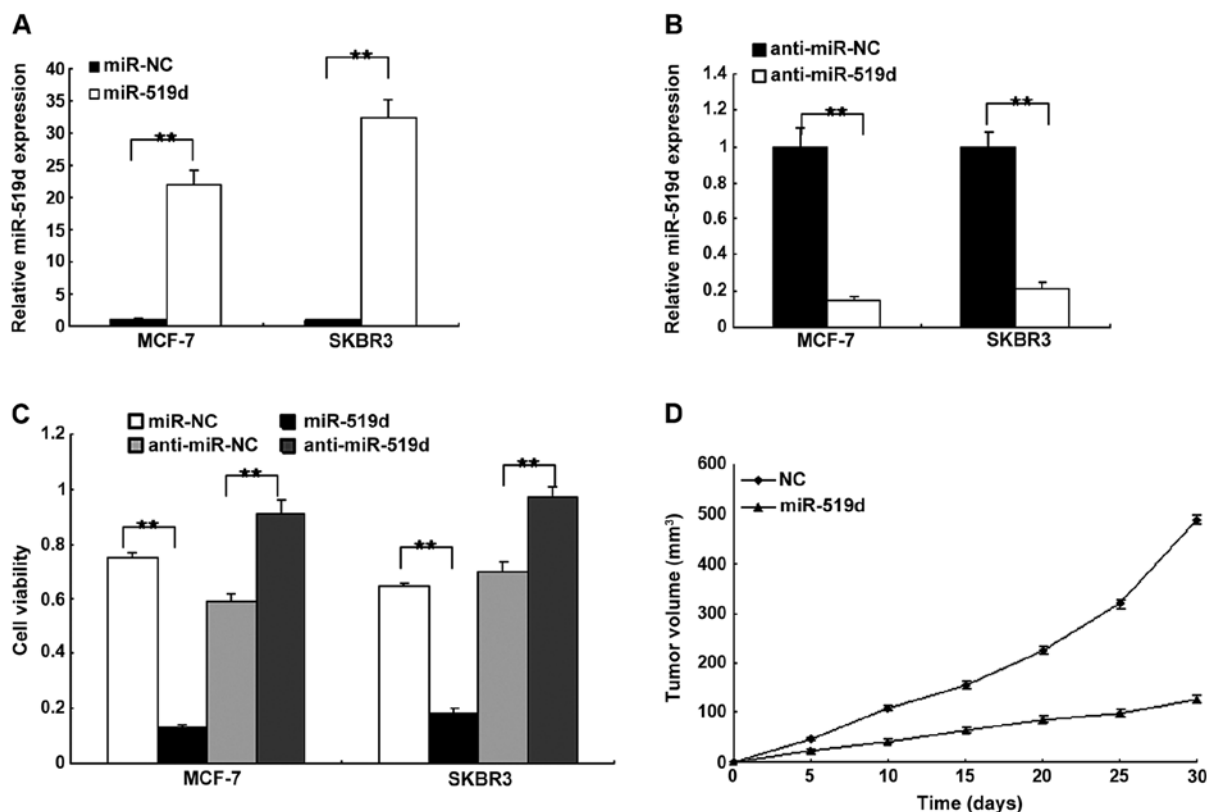 A
Relative miR-519d expression
40
35
30
25
20
15
10
5
0
miR-NC
miR-519d
**
**
MCF-7
SKBR3
B
Relative miR-519d expression
anti-miR-NC
anti-miR-519d
1.4
1.2
1
0.8
0.6
0.4
0.2
0
**
**
MCF-7
SKBR3
C
miR-NC
miR-519d
anti-miR-NC
anti-miR-519d
Cell viability
1.2
1
0.8
0.6
0.4
0.2
0
**
**
**
**
MCF-7
SKBR3
D
Tumor volume (mm³)
600
500
400
300
200
100
0
NC
miR-519d
0 5 10 15 20 25 30
Time (days)